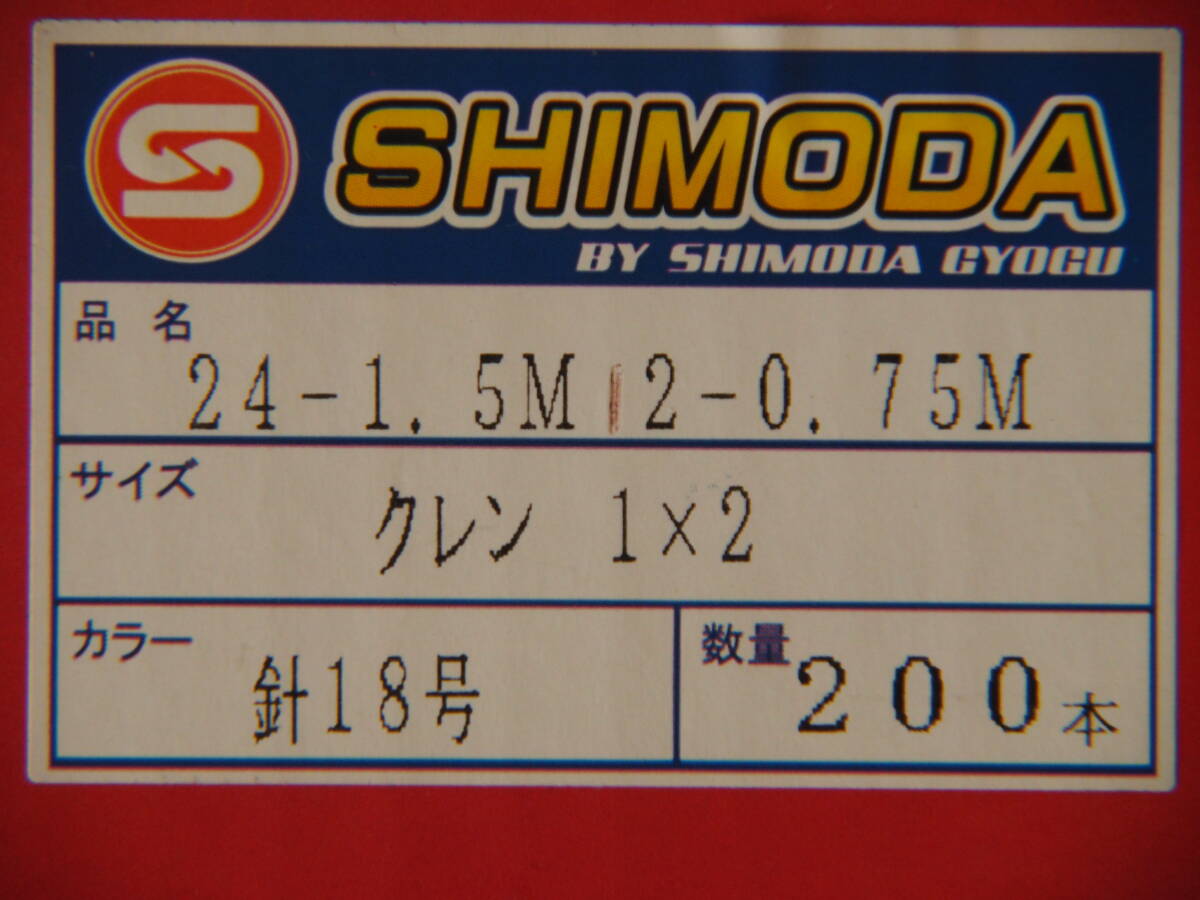 S SHIMODA
BY SHIMODA GYOGU
品名
24-1.5M 12-0.75M
サイズ
クレン 1×2
カラー
針18号
数量
200本